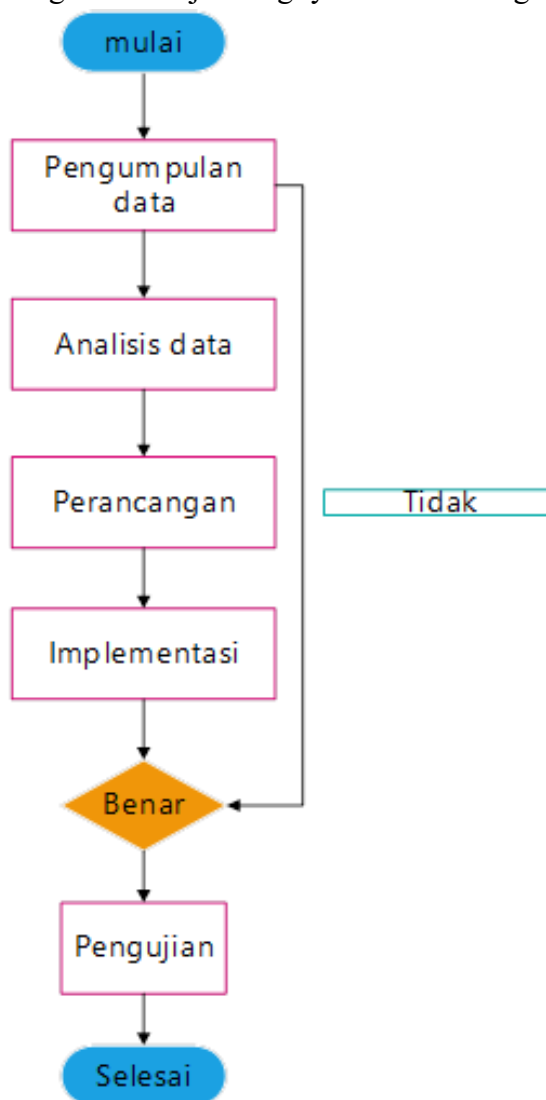 mulai
Pengumpulan
data
Analisis data
Perancangan
Tidak
Implementasi
Benar
Pengujian
Selesai